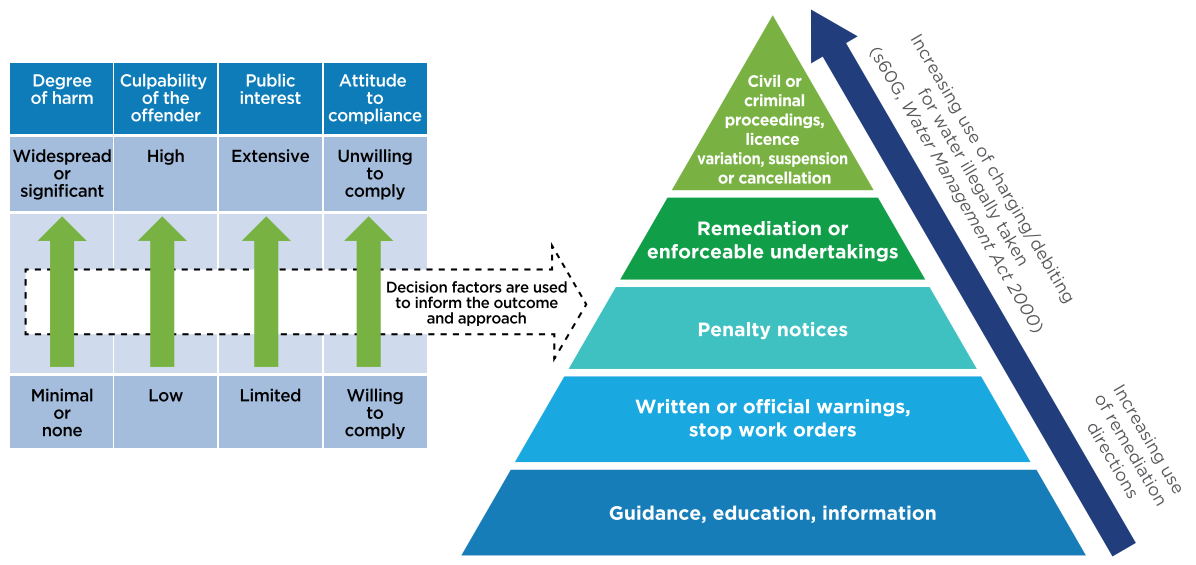 Degree
of harm
Culpability
of the
offender
Public
interest
Attitude
to
compliance
Widespread
or
significant
High
Extensive
Unwilling
to
comply
Decision factors are used
to inform the outcome
and approach
Minimal
or
none
Low
Limited
Willing
to
comply
Civil or
criminal
proceedings,
licence
variation, suspension
or cancellation
Remediation or
enforceable undertakings
Penalty notices
Written or official warnings,
stop work orders
Guidance, education, information
Increasing use of charging/debiting
for water illegally taken
(s60G, Water Management Act 2000)
Increasing use
of remediation
directions